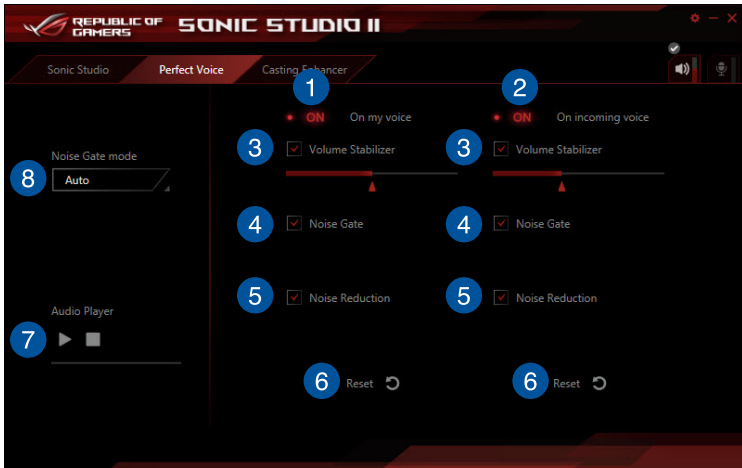 REPUBLIC OF
GAMERS
SONIC STUDIO II
Sonic Studio
Perfect Voice
Casting Enhancer
1
2
ON
On my voice
ON
On incoming voice
3
Volume Stabilizer
3
Volume Stabilizer
Noise Gate mode
8
Auto
4
Noise Gate
4
Noise Gate
5
Noise Reduction
5
Noise Reduction
Audio Player
7
6
Reset
6
Reset